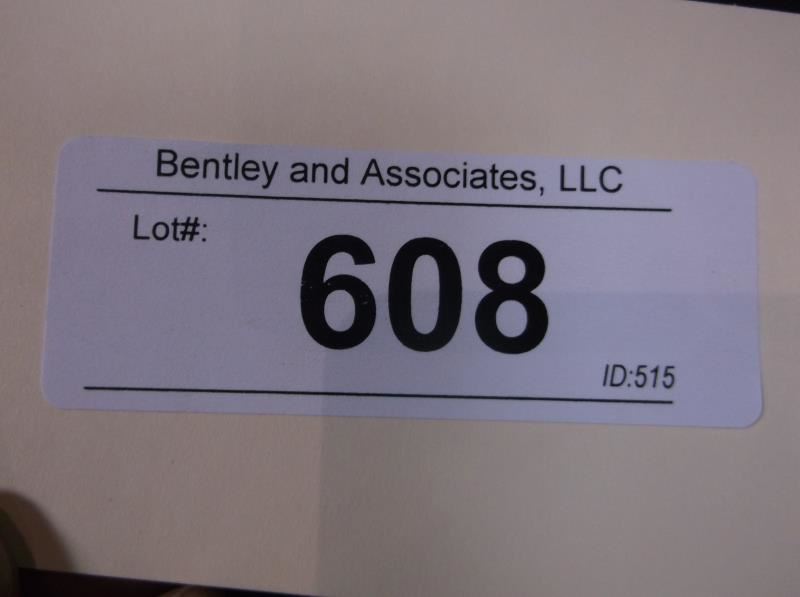 Bentley and Associates, LLC
Lot#:
608
ID:515